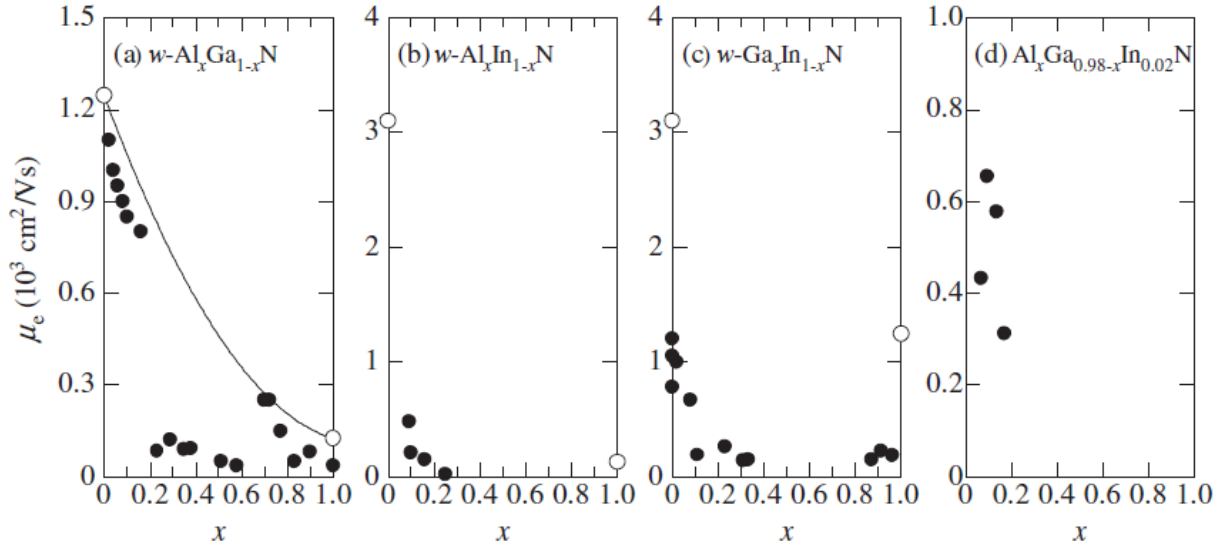 (a) w-AlₓGa₁₋ₓN
(b) w-AlₓIn₁₋ₓN
(c) w-GaₓIn₁₋ₓN
(d) AlₓGa₀.₉₈₋ₓIn₀.₀₂N
μₑ (10³ cm²/Vs)
1.5
1.2
0.9
0.6
0.3
0
4
3
2
1
0
4
3
2
1
0
1.0
0.8
0.6
0.4
0.2
0
0 0.2 0.4 0.6 0.8 1.0
0 0.2 0.4 0.6 0.8 1.0
0 0.2 0.4 0.6 0.8 1.0
0 0.2 0.4 0.6 0.8 1.0
x
x
x
x